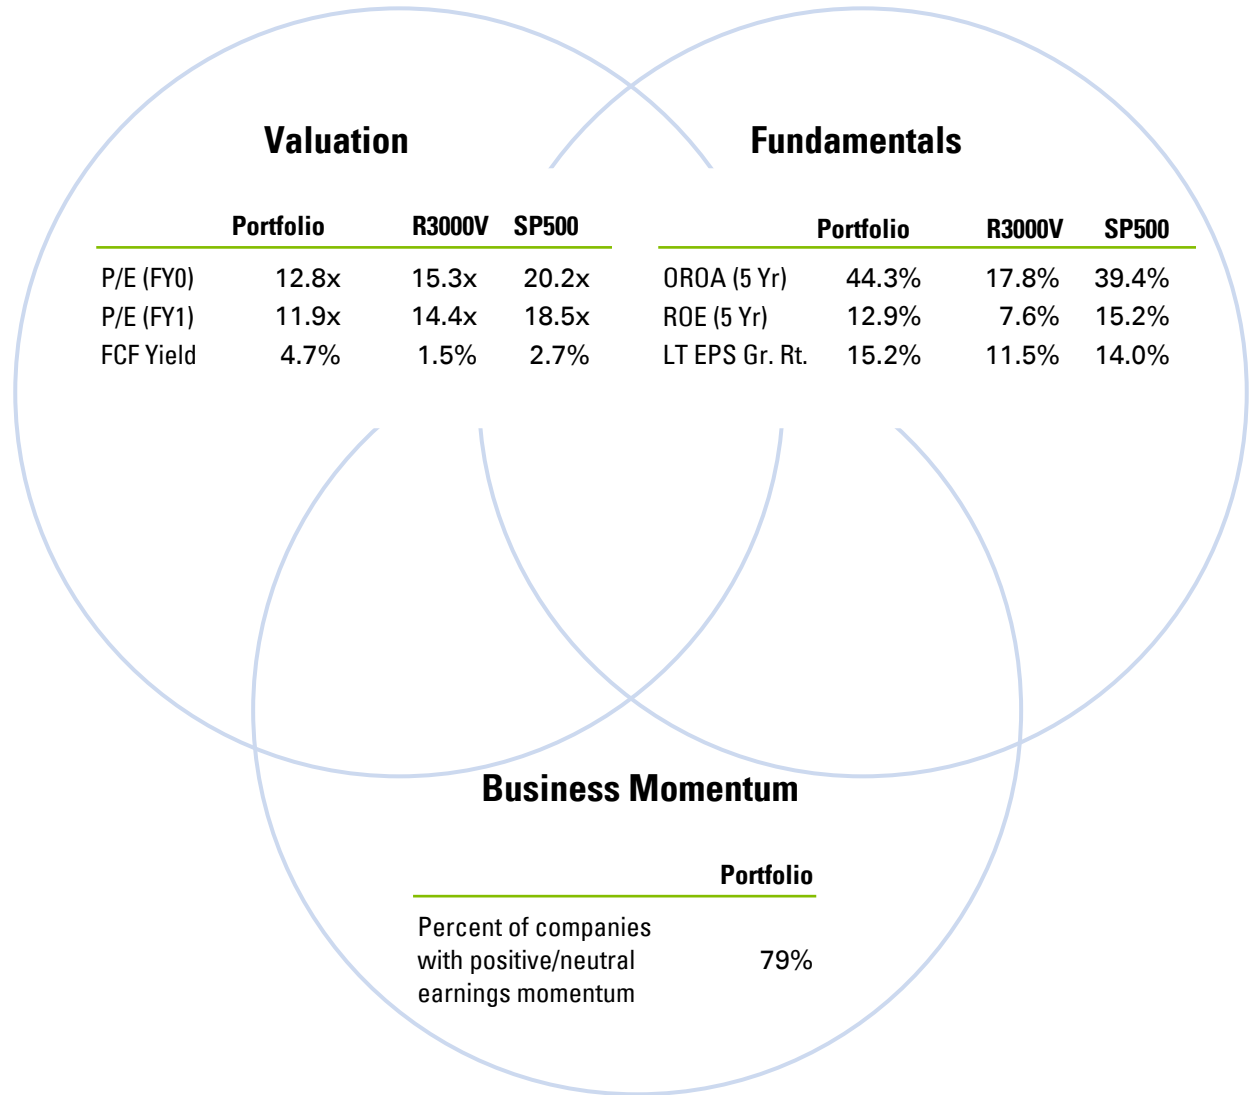 Valuation
Portfolio R3000V SP500
P/E (FY0) 12.8x 15.3x 20.2x
P/E (FY1) 11.9x 14.4x 18.5x
FCF Yield 4.7% 1.5% 2.7%
Fundamentals
Portfolio R3000V SP500
OROA (5 Yr) 44.3% 17.8% 39.4%
ROE (5 Yr) 12.9% 7.6% 15.2%
LT EPS Gr. Rt. 15.2% 11.5% 14.0%
Business Momentum
Portfolio
Percent of companies
with positive/neutral 79%
earnings momentum